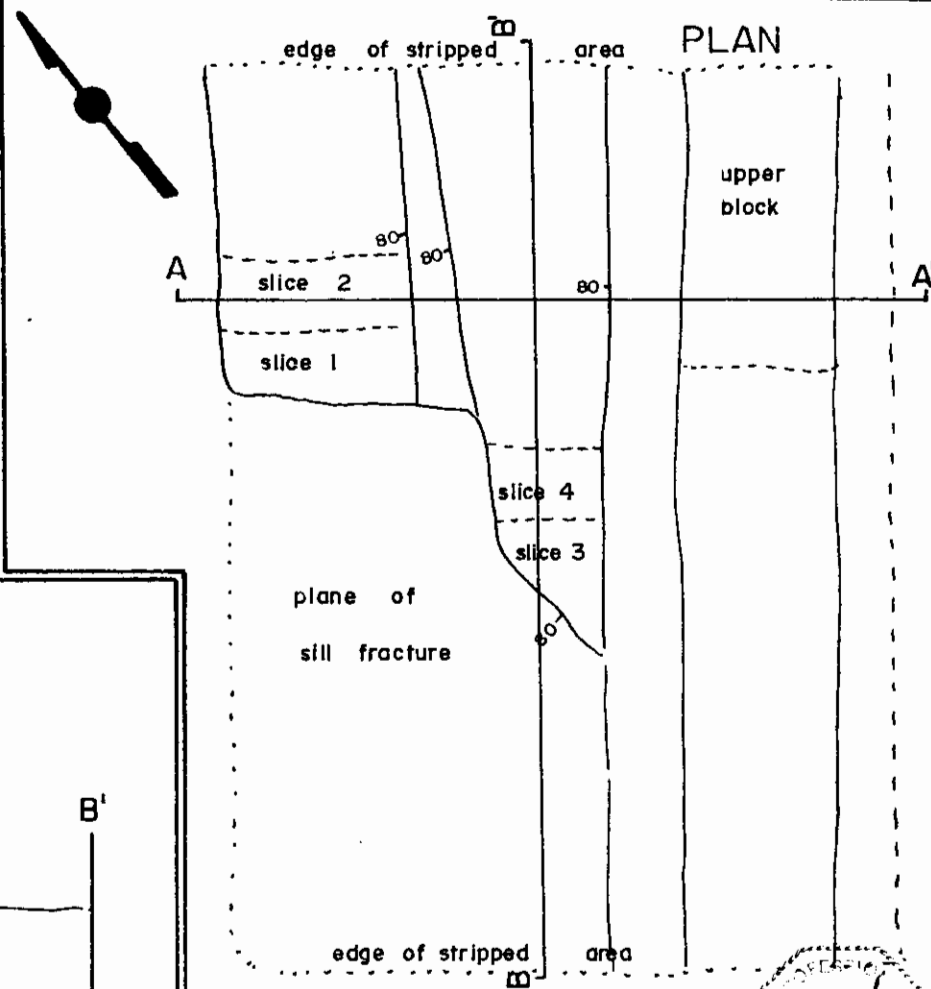 PLAN
B'
edge of stripped area
upper
block
80
80
80
A
A'
slice 2
slice 1
slice 4
slice 3
80
plane of
sill fracture
B'
edge of stripped area
B